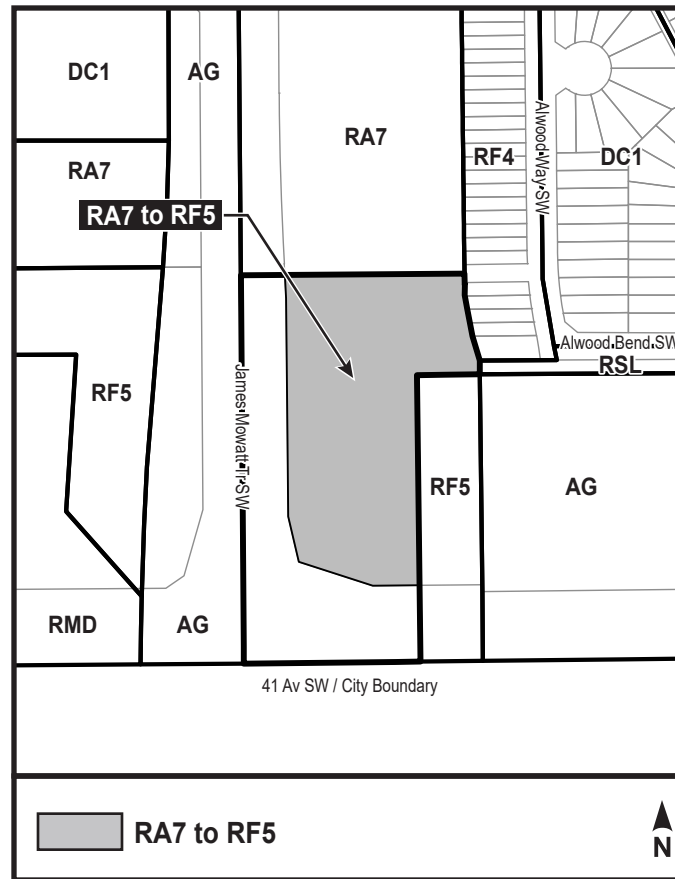 DC1
AG
RA7
RF4
Alwood Way SW
DC1
RA7
RA7 to RF5
Alwood Bend SW
RSL
RF5
James Mowatt Tr SW
RF5
AG
RMD
AG
41 Av SW / City Boundary
RA7 to RF5
N